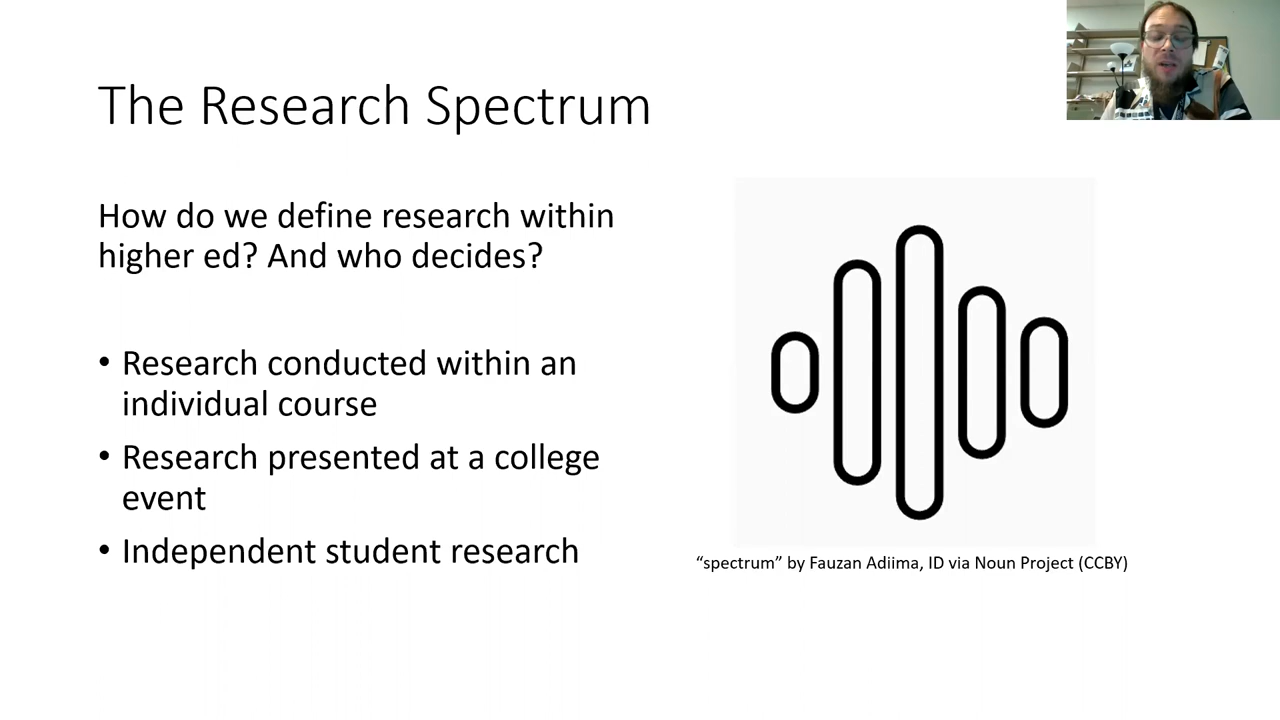 The Research Spectrum
How do we define research within
higher ed? And who decides?
• Research conducted within an
individual course
• Research presented at a college
event
• Independent student research
“spectrum” by Fauzan Adiima, ID via Noun Project (CCBY)